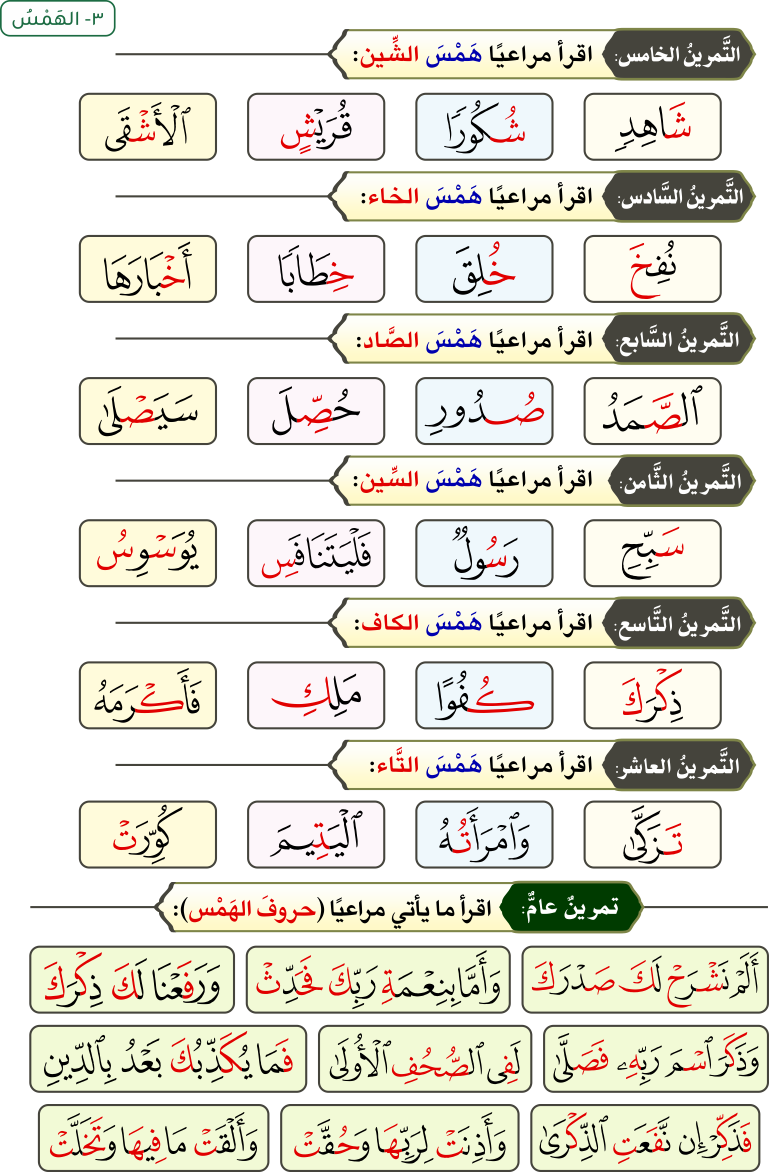 ٣- الهَمْسُ
التَّمرينُ الخامس: اقرأ مراعيًا هَمْسَ الشِّين:
شَاهِدِ شُكُورًا قُرَيْشٍ ٱلْأَشْقَى
التَّمرينُ السَّادس: اقرأ مراعيًا هَمْسَ الخاء:
نُفِخَ خُلِقَ خِطَابًا أَخْبَارَهَا
التَّمرينُ السَّابع: اقرأ مراعيًا هَمْسَ الصَّاد:
ٱلصَّمَدُ صُدُورِ حُصِّلَ سَيَصْلَىٰ
التَّمرينُ الثَّامن: اقرأ مراعيًا هَمْسَ السِّين:
سَبِّحِ رَسُولٌ فَلْيَتَنَافَسِ يُوَسْوِسُ
التَّمرينُ التَّاسع: اقرأ مراعيًا هَمْسَ الكاف:
ذِكْرَكَ كُفُوًا مَلِكِ فَأَكْرَمَهُ
التَّمرينُ العاشر: اقرأ مراعيًا هَمْسَ التَّاء:
تَزَكَّىٰ وَٱمْرَأَتُهُ ٱلْيَتِيمَ كُوِّرَتْ
تمرينٌ عامٌّ: اقرأ ما يأتي مراعيًا (حروفَ الهَمْس):
أَلَمْ نَشْرَحْ لَكَ صَدْرَكَ وَأَمَّا بِنِعْمَةِ رَبِّكَ فَحَدِّثْ وَرَفَعْنَا لَكَ ذِكْرَكَ
وَذَكَرَ ٱسْمَ رَبِّهِۦ فَصَلَّىٰ لَفِى ٱلصُّحُفِ ٱلْأُولَىٰ فَمَا يُكَذِّبُكَ بَعْدُ بِٱلدِّينِ
فَذَكِّرْ إِن نَّفَعَتِ ٱلذِّكْرَىٰ وَأَذِنَتْ لِرَبِّهَا وَحُقَّتْ وَأَلْقَتْ مَا فِيهَا وَتَخَلَّتْ